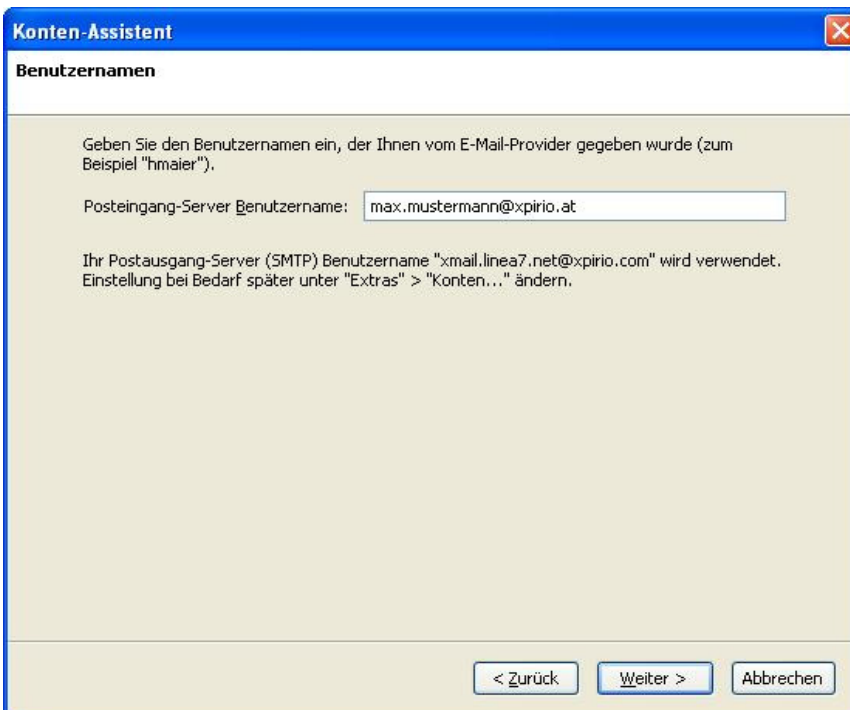 Konten-Assistent
Benutzernamen
Geben Sie den Benutzernamen ein, der Ihnen vom E-Mail-Provider gegeben wurde (zum
Beispiel "hmaier").
Posteingang-Server Benutzername: max.mustermann@xpirio.at
Ihr Postausgang-Server (SMTP) Benutzername "xmail.linea7.net@xpirio.com" wird verwendet.
Einstellung bei Bedarf später unter "Extras" > "Konten..." ändern.
< Zurück Weiter > Abbrechen